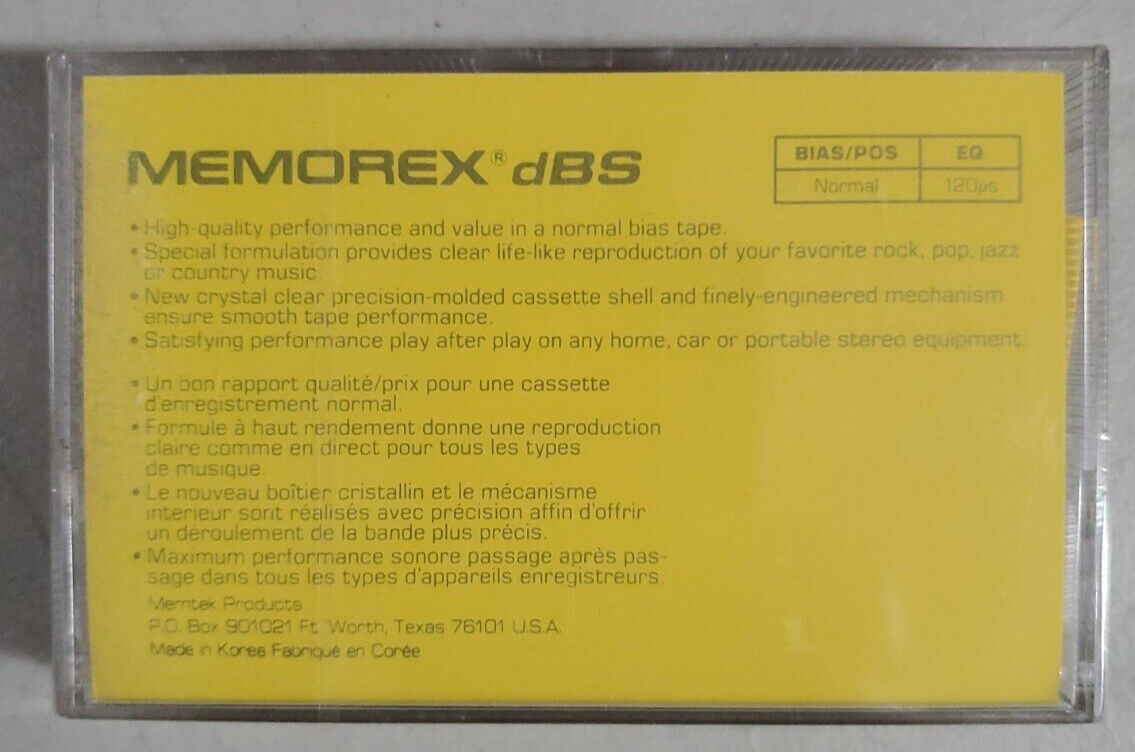 MEMOREX® dBS
BIAS/POS EQ
Normal 120µs
• High-quality performance and value in a normal bias tape.
• Special formulation provides clear life-like reproduction of your favorite rock, pop, jazz
or country music
• New crystal clear precision-molded cassette shell and finely-engineered mechanism
ensure smooth tape performance.
• Satisfying performance play after play on any home, car or portable stereo equipment.
• Un bon rapport qualité/prix pour une cassette
d'enregistrement normal.
• Formule à haut rendement donne une reproduction
claire comme en direct pour tous les types
de musique.
• Le nouveau boîtier cristallin et le mécanisme
interieur sont réalisés avec précision affin d'offrir
un déroulement de la bande plus précis.
• Maximum performance sonore passage après pas-
sage dans tous les types d'appareils enregistreurs.
Memtek Products
P.O. Box 901021 Ft. Worth, Texas 76101 U.S.A.
Made in Korea Fabriqué en Corée